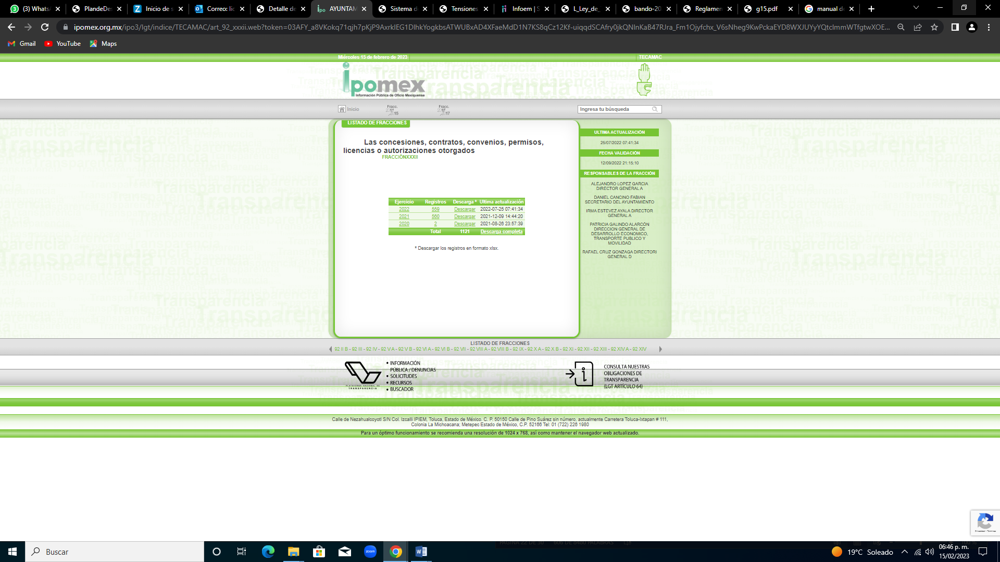 (3) Whats
PlandeDes
Inicio de s
Correo: lic
Detalle de
AYUNTAM
Sistema d
Tensiones
Infoem | S
L_Ley_de_
bando-20
Reglamen
g15.pdf
manual de
ipomex.org.mx/ipo3/lgt/indice/TECAMAC/art_92_xxxii.web?token=03AFY_a8VKokq71qjh7pKjP9AxrkIEG1DlhkYogkbsATWUBxAD4XFaeMdD1N7KS8qCz12Kf-uiqqdSCAfry0jkQNInKaB47RJra_Fm1Ojyfchx_V6sNheg9KwPckaEYD8WXJUYyYQtcImmWTfgtwXOE...
Gmail
YouTube
Maps
Miércoles 15 de febrero de 2023
TECAMAC
ipomex
Información Pública de Oficio Mexiquense
Inicio
Fracc.
Fracc.
Ingresa tu búsqueda
LISTADO DE FRACCIONES
Las concesiones, contratos, convenios, permisos,
licencias o autorizaciones otorgados
FRACCIÓNXXXII
Ejercicio Registros Descarga * Ultima actualización
2022 559 Descargar 2022-07-25 07:41:34
2021 560 Descargar 2021-12-09 14:44:20
2020 2 Descargar 2021-08-26 23:57:39
Total 1121 Descarga completa
* Descargar los registros en formato xlsx.
ULTIMA ACTUALIZACIÓN
25/07/2022 07:41:34
FECHA VALIDACIÓN
12/09/2022 21:15:10
RESPONSABLES DE LA FRACCIÓN
ALEJANDRO LOPEZ GARCIA
DIRECTOR GENERAL A
DANIEL CANCINO FABIAN
SECRETARIO DEL AYUNTAMIENTO
IRMA ESTEVEZ AYALA DIRECTOR
GENERAL A
PATRICIA GALINDO ALARCÓN
DIRECCION GENERAL DE
DESARROLLO ECONOMICO,
TRANSPORTE PUBLICO Y
MOVILIDAD
RAFAEL CRUZ GONZAGA DIRECTORI
GENERAL D
LISTADO DE FRACCIONES
92 II B - 92 III - 92 IV - 92 V A - 92 V B - 92 VI A - 92 VI B - 92 VII - 92 VIII A - 92 VIII B - 92 IX - 92 X A - 92 X B - 92 XI - 92 XII - 92 XIII - 92 XIV A - 92 XIV
PLATAFORMA NACIONAL DE
TRANSPARENCIA
• INFORMACIÓN
PÚBLICA / DENUNCIAS
• SOLICITUDES
• RECURSOS
• BUSCADOR
CONSULTA NUESTRAS
OBLIGACIONES DE
TRANSPARENCIA
(LGT ARTÍCULO 64)
Calle de Nezahualcoyotl S/N Col. Izcalli IPIEM, Toluca, Estado de México. C. P. 50150 Calle de Pino Suárez sin número, actualmente Carretera Toluca-Ixtapan # 111,
Colonia La Michoacana; Metepec Estado de México, C.P. 52166 Tel: 01 (722) 226 1980
Para un óptimo funcionamiento se recomienda una resolución de 1024 x 768, así como mantener el navegador web actualizado.
Privacidad - Términos
Buscar
zoom
19°C Soleado
06:46 p. m.
15/02/2023